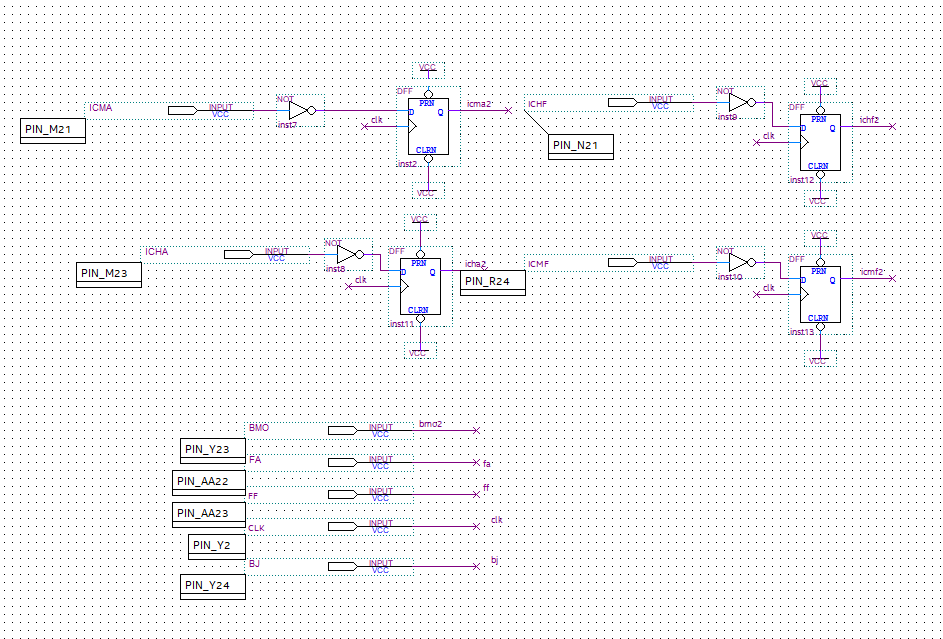 VCC
ICMA
INPUT
VCC
NOT
inst7
DFF
PRN
D
Q
CLRN
inst2
clk
icma2
VCC
PIN_M21
ICHF
INPUT
VCC
NOT
inst9
VCC
DFF
PRN
D
Q
CLRN
inst12
clk
ichf2
VCC
PIN_N21
ICHA
INPUT
VCC
NOT
inst8
VCC
DFF
PRN
D
Q
CLRN
inst11
clk
icha2
VCC
PIN_M23
PIN_R24
ICMF
INPUT
VCC
NOT
inst10
VCC
DFF
PRN
D
Q
CLRN
inst13
clk
icmf2
VCC
BMO
INPUT
VCC
bmo2
PIN_Y23
FA
INPUT
VCC
fa
PIN_AA22
FF
INPUT
VCC
ff
PIN_AA23
CLK
INPUT
VCC
clk
PIN_Y2
BJ
INPUT
VCC
bj
PIN_Y24